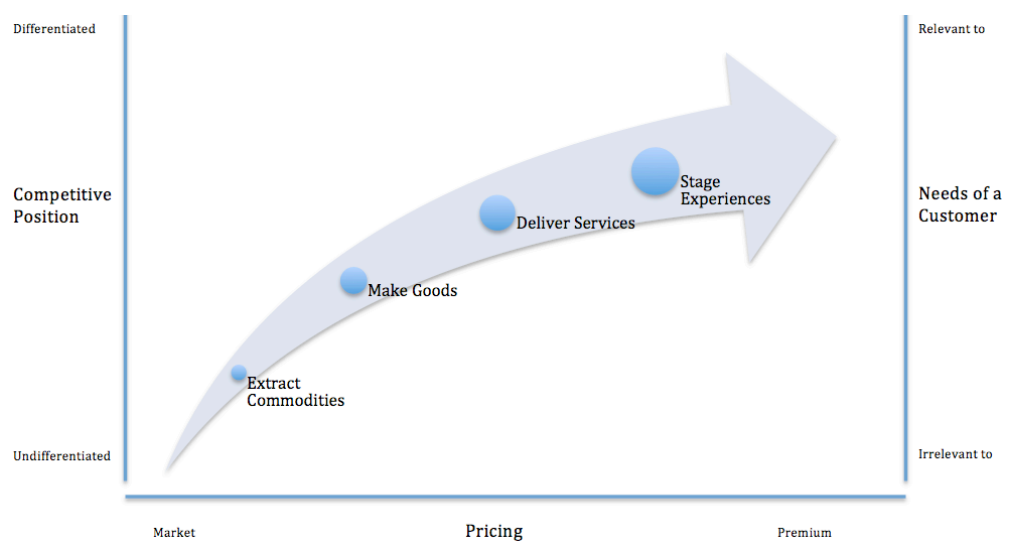 Differentiated
Relevant to
Competitive
Position
Needs of a
Customer
Stage
Experiences
Deliver Services
Make Goods
Extract
Commodities
Undifferentiated
Irrelevant to
Market
Pricing
Premium